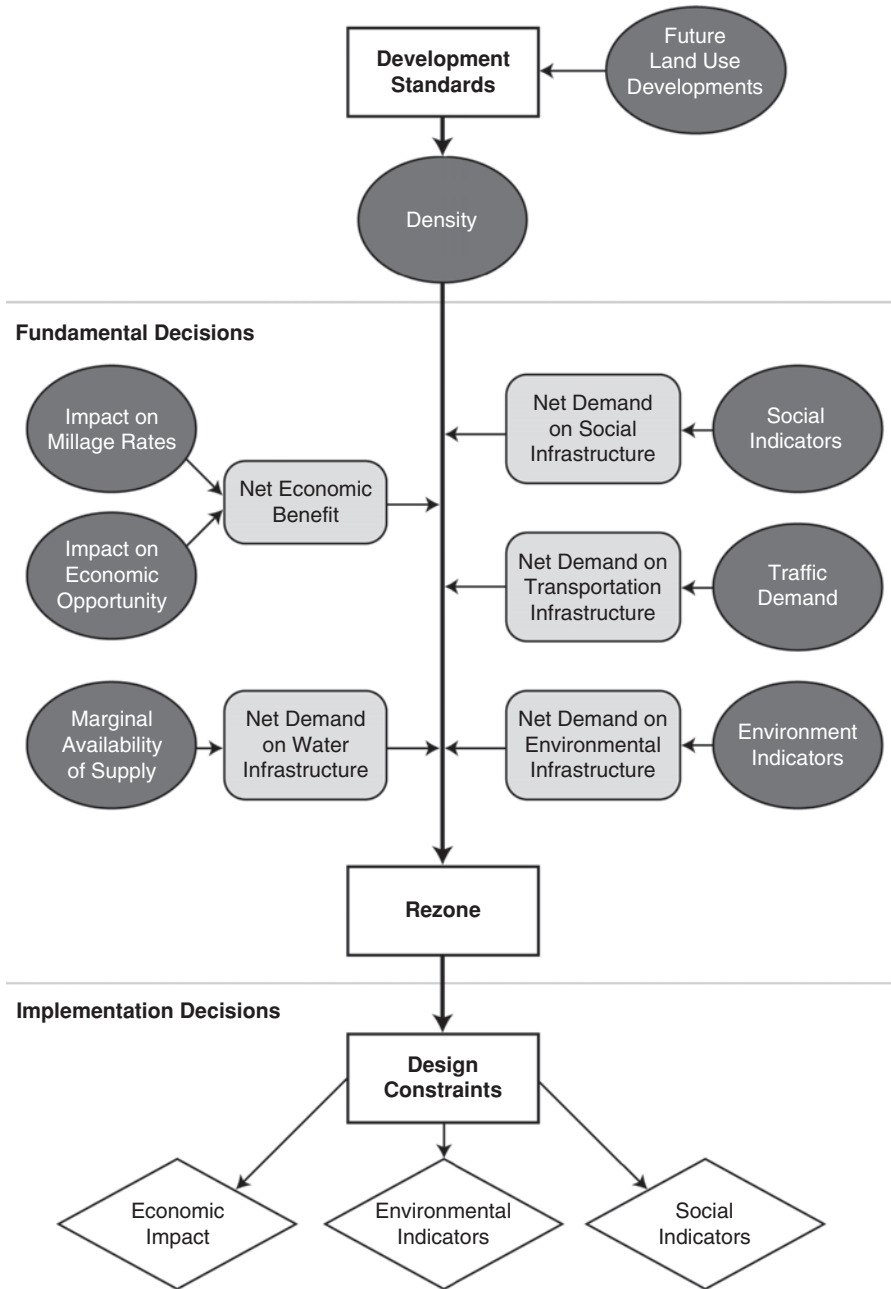 Development
Standards
Future
Land Use
Developments
Density
Fundamental Decisions
Impact on
Millage Rates
Net Economic
Benefit
Impact on
Economic
Opportunity
Net Demand
on Social
Infrastructure
Social
Indicators
Net Demand on
Transportation
Infrastructure
Traffic
Demand
Marginal
Availability
of Supply
Net Demand
on Water
Infrastructure
Net Demand on
Environmental
Infrastructure
Environment
Indicators
Rezone
Implementation Decisions
Design
Constraints
Economic
Impact
Environmental
Indicators
Social
Indicators